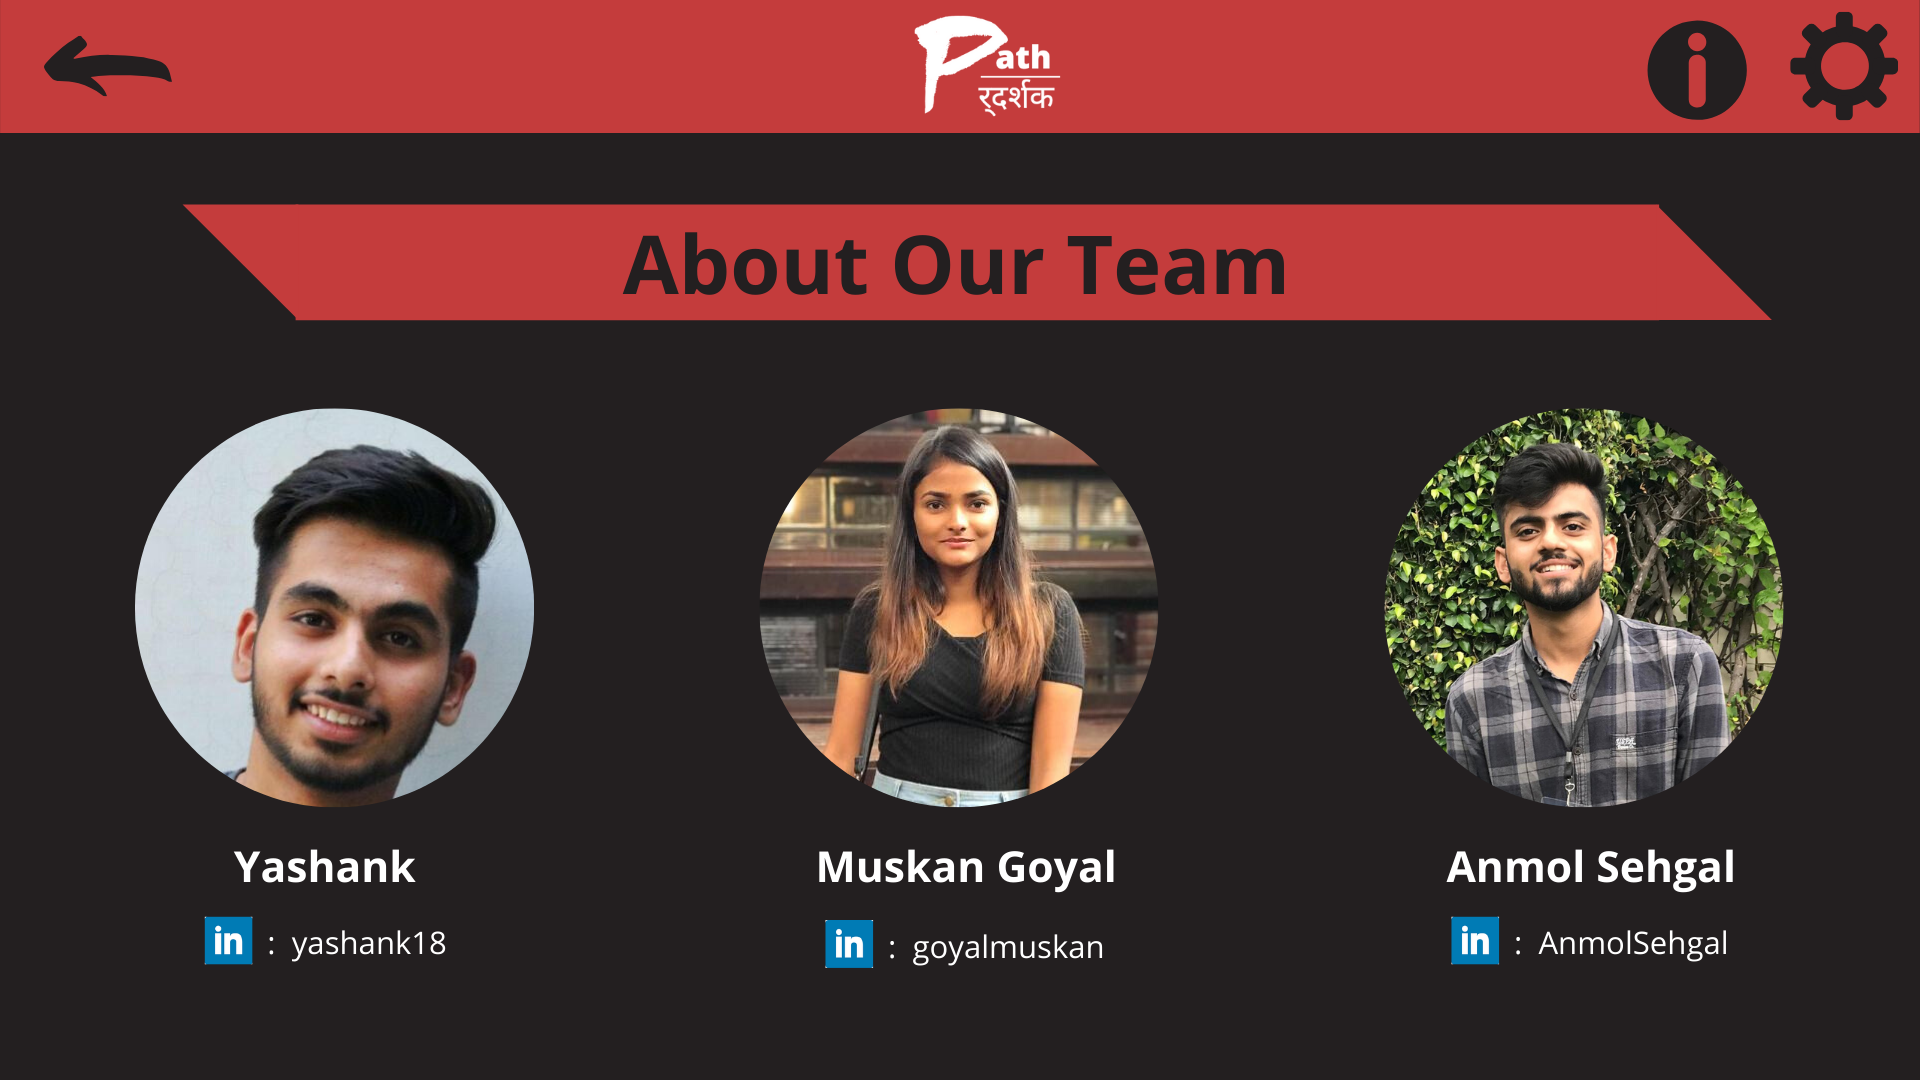 Path
र्दर्शक
About Our Team
Yashank
Muskan Goyal
Anmol Sehgal
in : yashank18
in : goyalmuskan
in : AnmolSehgal